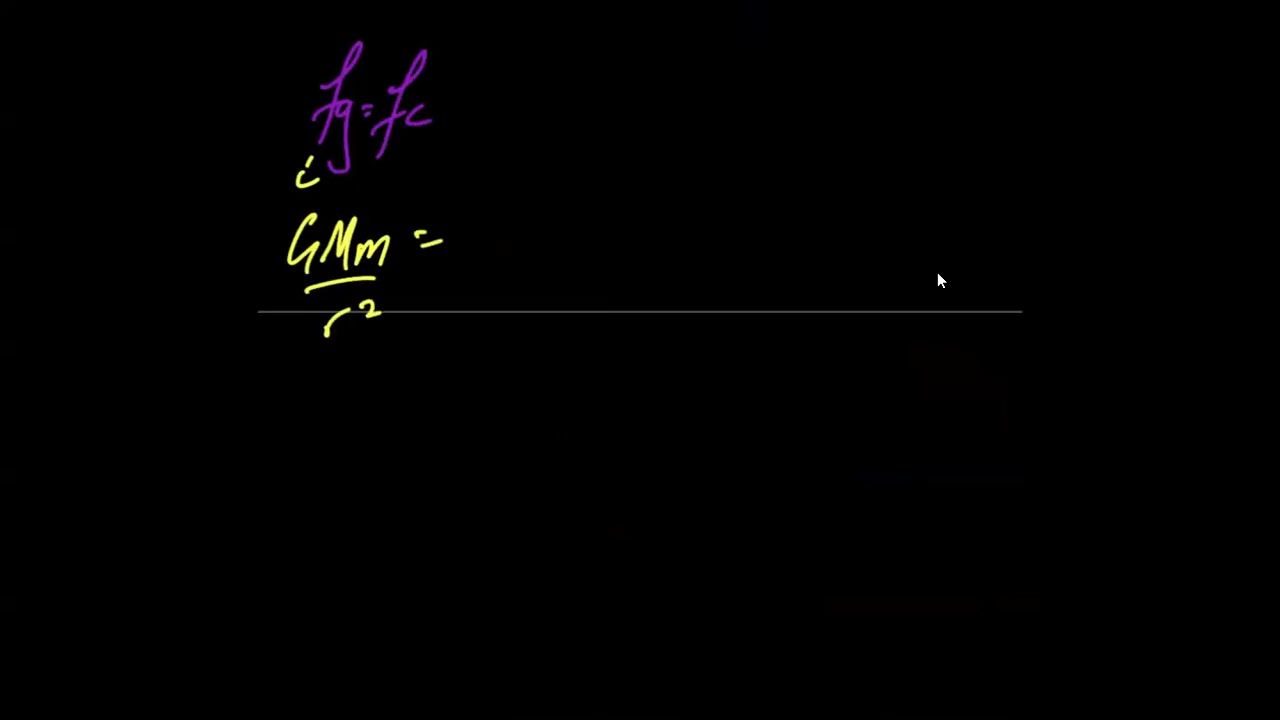 fg=fc
GMm =
r²